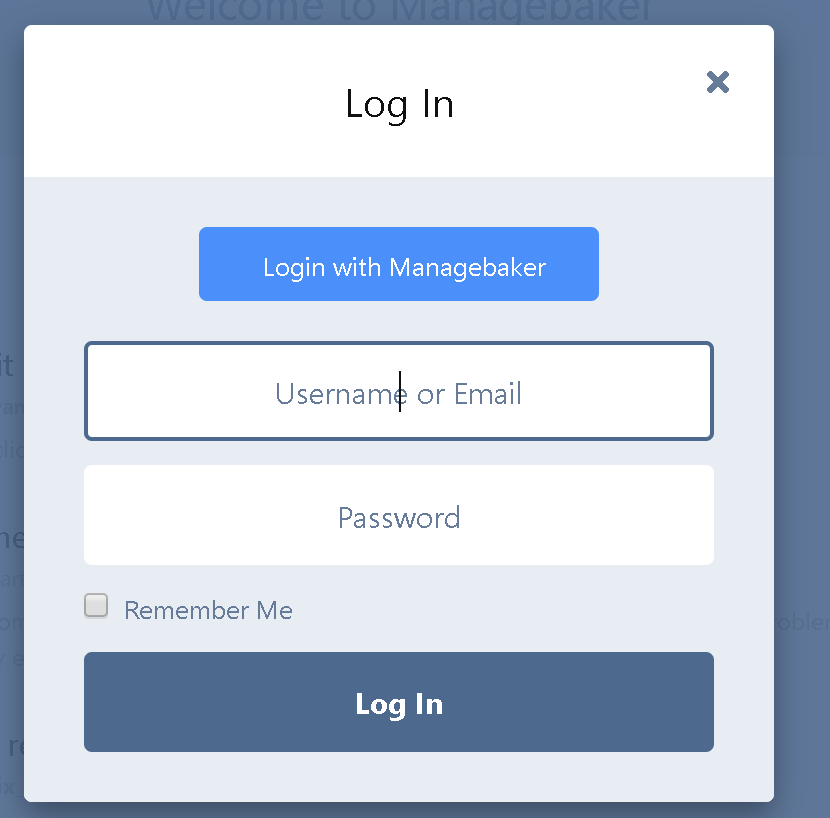 Welcome to Managebaker
Log In
Login with Managebaker
Username or Email
Password
Remember Me
Log In